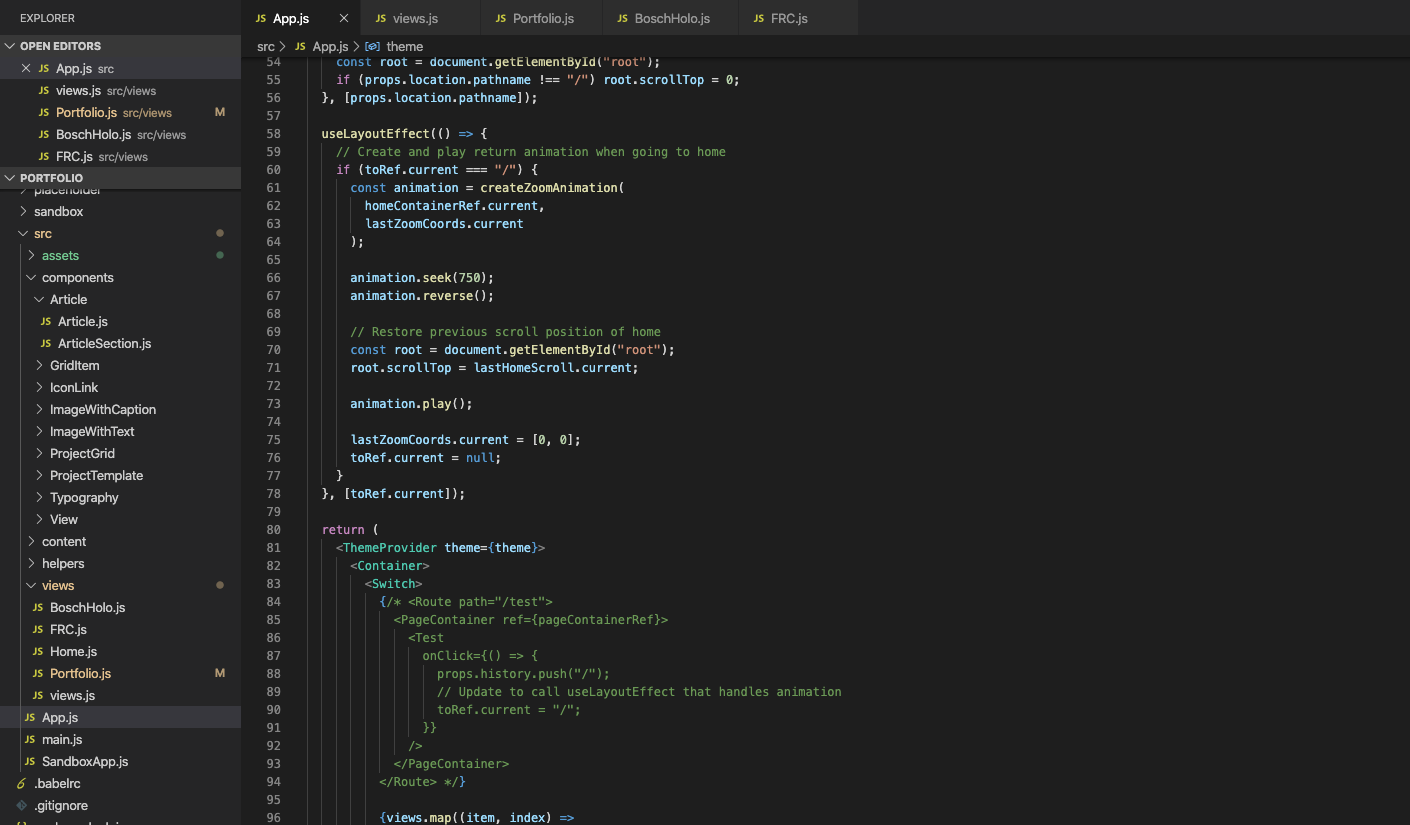 EXPLORER
OPEN EDITORS
JS App.js src
JS views.js src/views
JS Portfolio.js src/views M
JS BoschHolo.js src/views
JS FRC.js src/views
PORTFOLIO
placeholder
sandbox
src
assets
components
Article
JS Article.js
JS ArticleSection.js
GridItem
IconLink
ImageWithCaption
ImageWithText
ProjectGrid
ProjectTemplate
Typography
View
content
helpers
views
JS BoschHolo.js
JS FRC.js
JS Home.js
JS Portfolio.js M
JS views.js
JS App.js
JS main.js
JS SandboxApp.js
.babelrc
.gitignore
JS App.js JS views.js JS Portfolio.js JS BoschHolo.js JS FRC.js
src > JS App.js > theme
54 const root = document.getElementById("root");
55 if (props.location.pathname !== "/") root.scrollTop = 0;
56 }, [props.location.pathname]);
57
58 useLayoutEffect(() => {
59 // Create and play return animation when going to home
60 if (toRef.current === "/") {
61 const animation = createZoomAnimation(
62 homeContainerRef.current,
63 lastZoomCoords.current
64 );
65
66 animation.seek(750);
67 animation.reverse();
68
69 // Restore previous scroll position of home
70 const root = document.getElementById("root");
71 root.scrollTop = lastHomeScroll.current;
72
73 animation.play();
74
75 lastZoomCoords.current = [0, 0];
76 toRef.current = null;
77 }
78 }, [toRef.current]);
79
80 return (
81 <ThemeProvider theme={theme}>
82 <Container>
83 <Switch>
84 {/* <Route path="/test">
85 <PageContainer ref={pageContainerRef}>
86 <Test
87 onClick={() => {
88 props.history.push("/");
89 // Update to call useLayoutEffect that handles animation
90 toRef.current = "/";
91 }}
92 />
93 </PageContainer>
94 </Route> */}
95
96 {views.map((item, index) =>